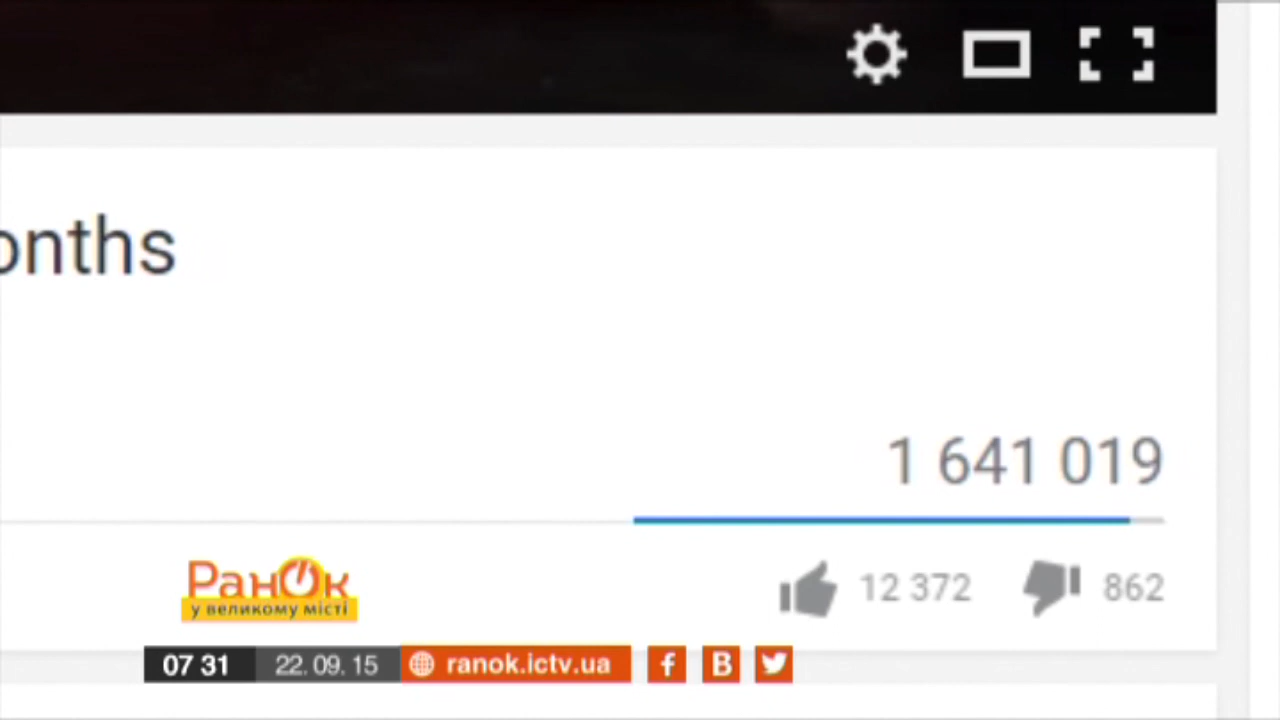 onths
1 641 019
12 372 862
РанОк
у великому місті
07 31 22. 09. 15 ranok.ictv.ua f B